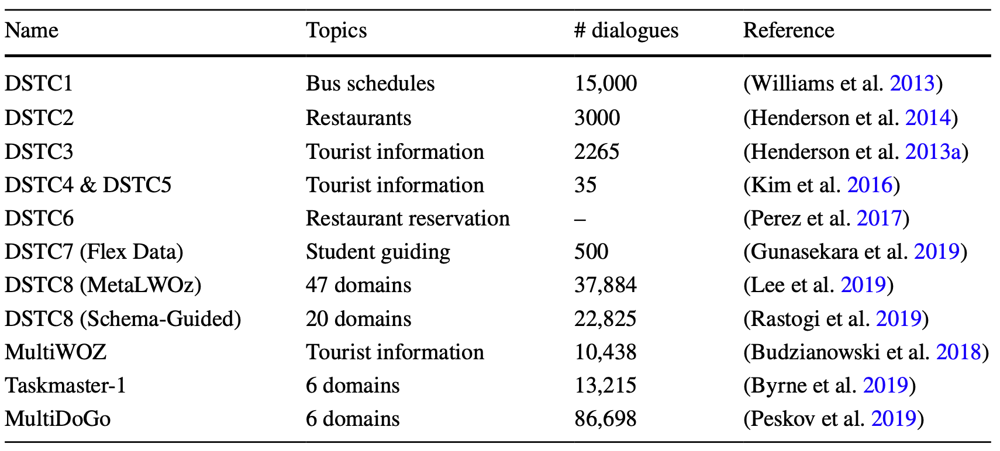 Name Topics # dialogues Reference
DSTC1 Bus schedules 15,000 (Williams et al. 2013)
DSTC2 Restaurants 3000 (Henderson et al. 2014)
DSTC3 Tourist information 2265 (Henderson et al. 2013a)
DSTC4 & DSTC5 Tourist information 35 (Kim et al. 2016)
DSTC6 Restaurant reservation – (Perez et al. 2017)
DSTC7 (Flex Data) Student guiding 500 (Gunasekara et al. 2019)
DSTC8 (MetaLWOz) 47 domains 37,884 (Lee et al. 2019)
DSTC8 (Schema-Guided) 20 domains 22,825 (Rastogi et al. 2019)
MultiWOZ Tourist information 10,438 (Budzianowski et al. 2018)
Taskmaster-1 6 domains 13,215 (Byrne et al. 2019)
MultiDoGo 6 domains 86,698 (Peskov et al. 2019)